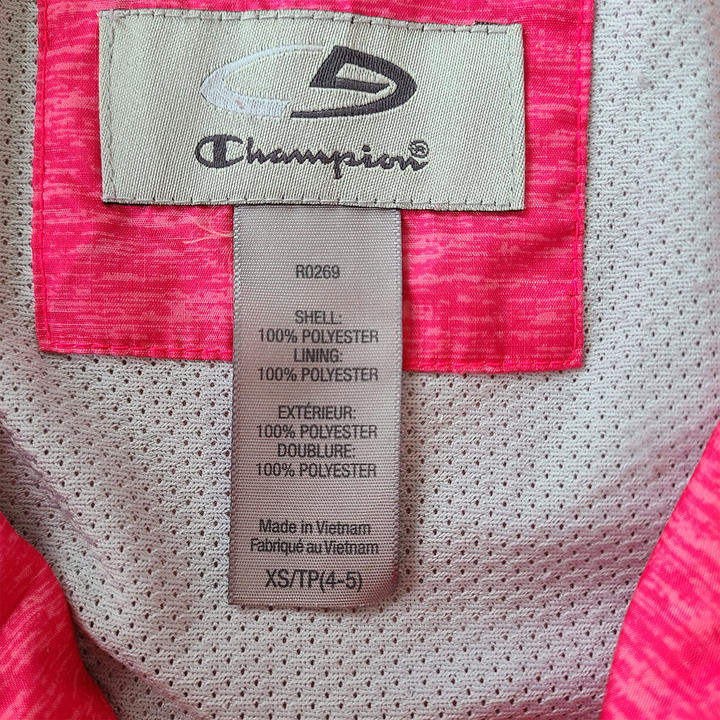 Champion®
R0269
SHELL:
100% POLYESTER
LINING:
100% POLYESTER
EXTÉRIEUR:
100% POLYESTER
DOUBLURE:
100% POLYESTER
Made in Vietnam
Fabriqué au Vietnam
XS/TP(4-5)